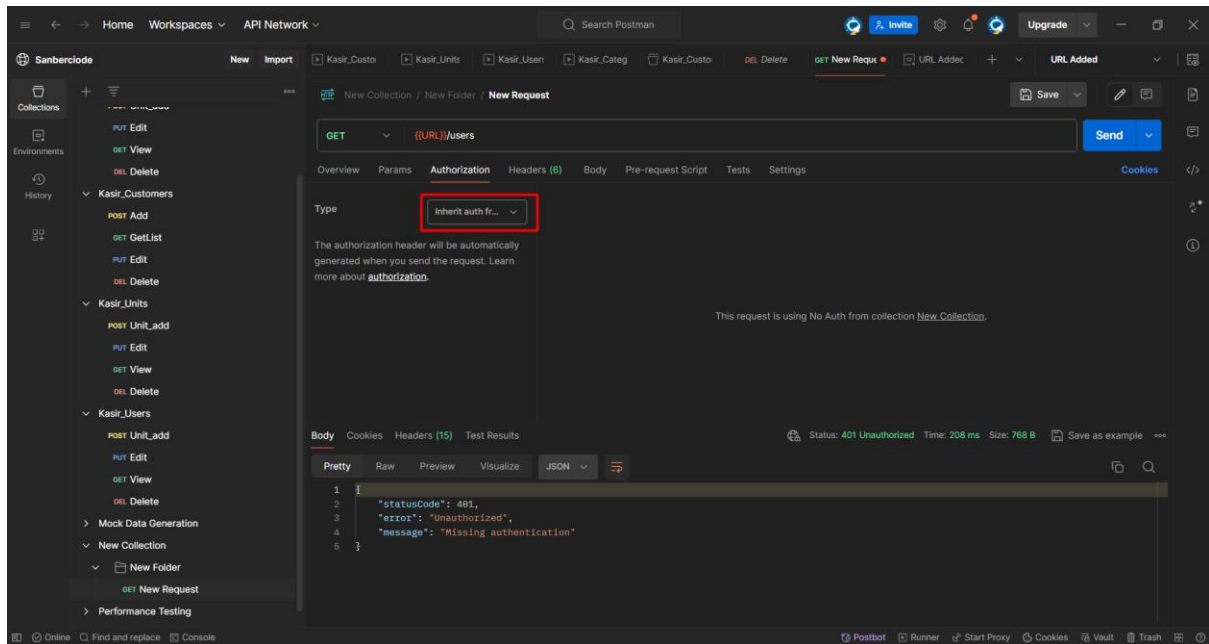 Home Workspaces API Network Search Postman Invite Upgrade
Sanberciode New Import Kasir_Custo Kasir_Units Kasir_User Kasir_Categ Kasir_Custo DEL Delete GET New Reque URL Addec URL Added
Collections
New Collection / New Folder / New Request Save
PUT Edit
GET {{URL}}/users Send
Environments
GET View
DEL Delete
Overview Params Authorization Headers (6) Body Pre-request Script Tests Settings Cookies
History
Kasir_Customers
POST Add
Type Inherit auth fr...
GET GetList
The authorization header will be automatically
PUT Edit
generated when you send the request. Learn
DEL Delete
more about authorization.
Kasir_Units
This request is using No Auth from collection New Collection.
POST Unit_add
PUT Edit
GET View
DEL Delete
Kasir_Users
POST Unit_add
Body Cookies Headers (15) Test Results Status: 401 Unauthorized Time: 208 ms Size: 768 B Save as example
PUT Edit
Pretty Raw Preview Visualize JSON
GET View
1 {
DEL Delete
2 "statusCode": 401,
3 "error": "Unauthorized",
Mock Data Generation
4 "message": "Missing authentication"
New Collection
5 }
New Folder
GET New Request
Performance Testing
Online Find and replace Console Postbot Runner Start Proxy Cookies Vault Trash